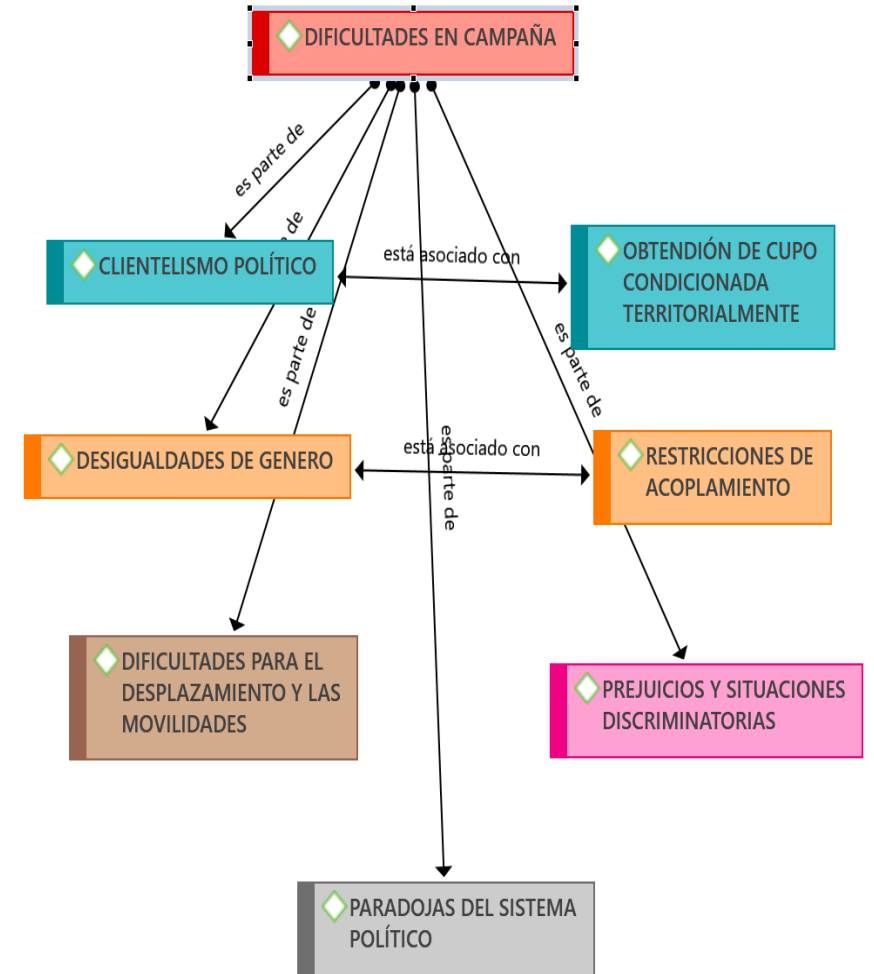 DIFICULTADES EN CAMPAÑA
es parte de
de
CLIENTELISMO POLÍTICO
está asociado con
OBTENDIÓN DE CUPO
CONDICIONADA
TERRITORIALMENTE
es parte de
es parte de
DESIGUALDADES DE GENERO
está asociado con
es parte de
RESTRICCIONES DE
ACOPLAMIENTO
DIFICULTADES PARA EL
DESPLAZAMIENTO Y LAS
MOVILIDADES
PREJUICIOS Y SITUACIONES
DISCRIMINATORIAS
PARADOJAS DEL SISTEMA
POLÍTICO